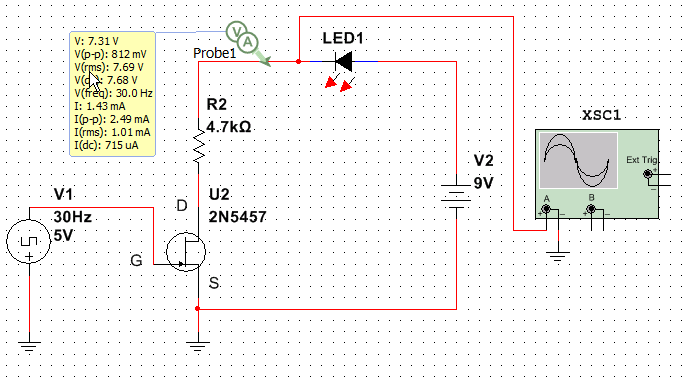 V: 7.31 V
V(p-p): 812 mV
V(rms): 7.69 V
7.68 V
V(freq): 30.0 Hz
I: 1.43 mA
I(p-p): 2.49 mA
I(rms): 1.01 mA
I(dc): 715 uA
V
A
Probe1
LED1
R2
4.7kΩ
XSC1
Ext Trig
+
-
A
B
+
-
+
-
V2
9V
V1
30Hz
5V
D
U2
2N5457
G
S